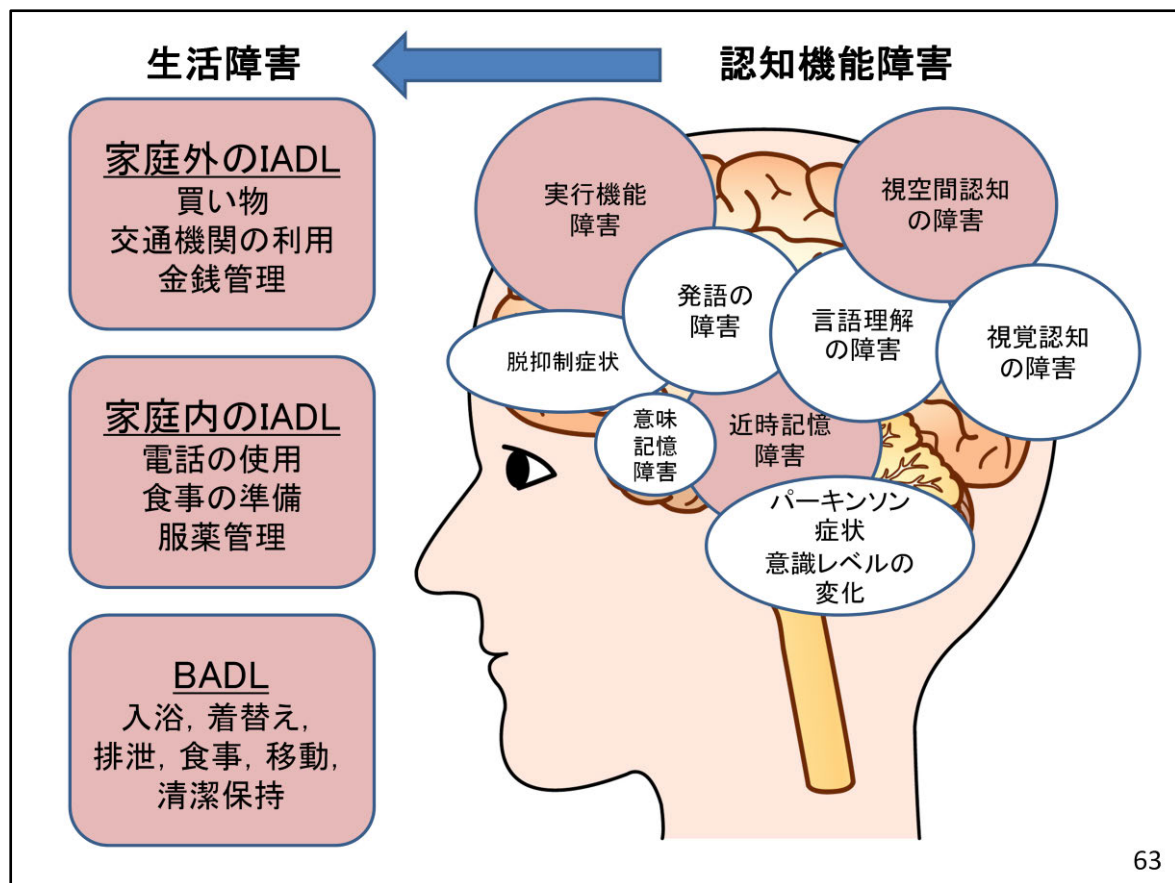 生活障害
認知機能障害
家庭外のIADL
買い物
交通機関の利用
金銭管理
家庭内のIADL
電話の使用
食事の準備
服薬管理
BADL
入浴, 着替え,
排泄, 食事, 移動,
清潔保持
実行機能
障害
視空間認知
の障害
発語の
障害
言語理解
の障害
視覚認知
の障害
脱抑制症状
意味
記憶
障害
近時記憶
障害
パーキンソン
症状
意識レベルの
変化
63